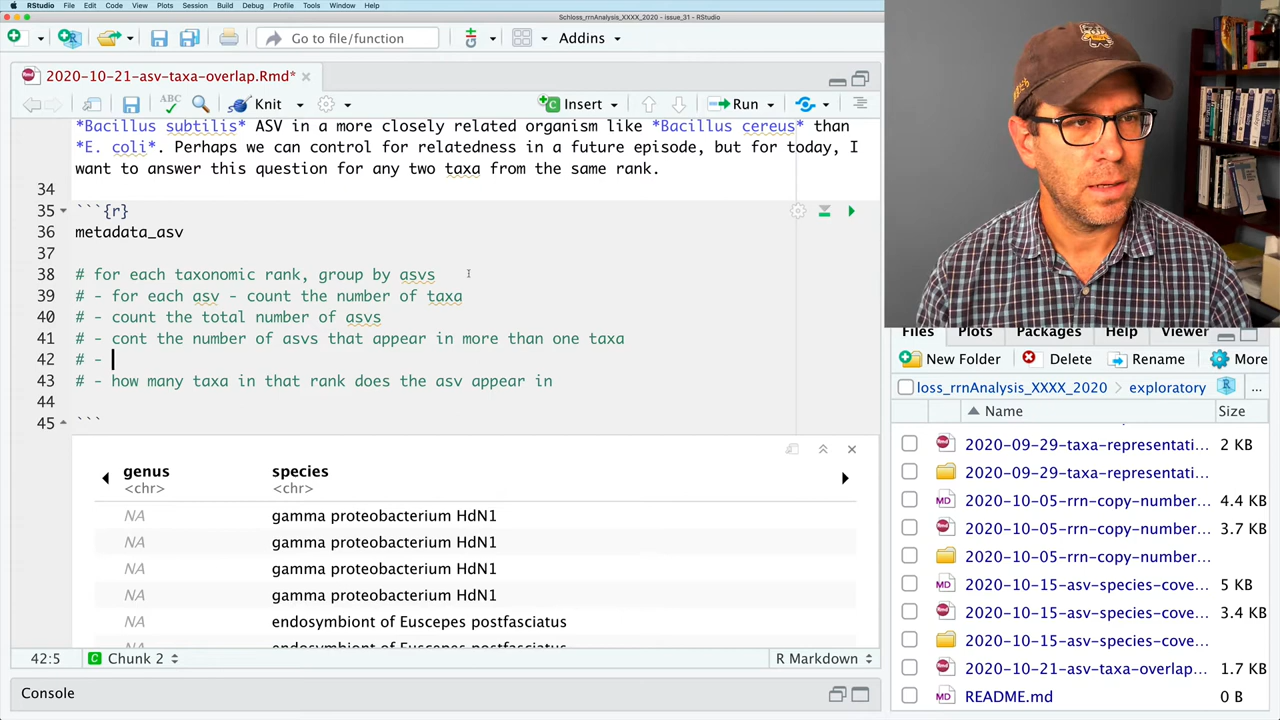 RStudio File Edit Code View Plots Session Build Debug Profile Tools Window Help
Schloss_rrnAnalysis_XXXX_2020 - issue_31 - RStudio
Go to file/function Addins
2020-10-21-asv-taxa-overlap.Rmd*
ABC Knit Insert Run
*Bacillus subtilis* ASV in a more closely related organism like *Bacillus cereus* than
*E. coli*. Perhaps we can control for relatedness in a future episode, but for today, I
want to answer this question for any two taxa from the same rank.
34
35 ```{r}
36 metadata_asv
37
38 # for each taxonomic rank, group by asvs
39 # - for each asv - count the number of taxa
40 # - count the total number of asvs
41 # - cont the number of asvs that appear in more than one taxa
42 # -
43 # - how many taxa in that rank does the asv appear in
44
45 ```
genus species
<chr> <chr>
NA gamma proteobacterium HdN1
NA gamma proteobacterium HdN1
NA gamma proteobacterium HdN1
NA gamma proteobacterium HdN1
NA endosymbiont of Euscepes postfasciatus
endosymbiont of Euscepes postfasciatus
42:5 C Chunk 2 R Markdown
Console
Files Plots Packages Help Viewer
New Folder Delete Rename More
loss_rrnAnalysis_XXXX_2020 > exploratory ...
Name Size
2020-09-29-taxa-representati... 2 KB
2020-09-29-taxa-representati...
MD 2020-10-05-rrn-copy-number... 4.4 KB
2020-10-05-rrn-copy-number... 3.7 KB
2020-10-05-rrn-copy-number...
MD 2020-10-15-asv-species-cove... 5 KB
2020-10-15-asv-species-cove... 3.4 KB
2020-10-15-asv-species-cove...
2020-10-21-asv-taxa-overlap... 1.7 KB
MD README.md 0 B